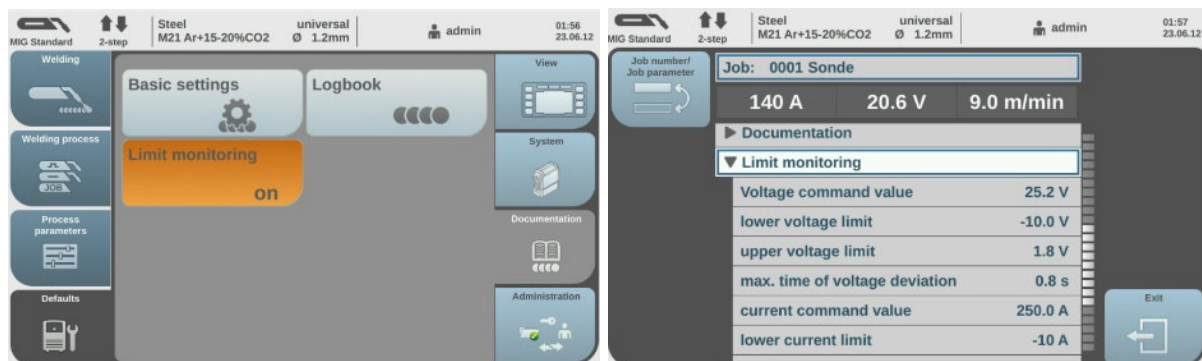 MIG Standard
2-step
Steel
universal
M21 Ar+15-20%CO2
Ø 1.2mm
admin
01:56
23.06.12
Welding
Welding process
JOB
Process
parameters
Defaults
Basic settings
Logbook
Limit monitoring
on
View
System
Documentation
Administration
MIG Standard
2-step
Steel
universal
M21 Ar+15-20%CO2
Ø 1.2mm
admin
01:57
23.06.12
Job number/
Job parameter
Job: 0001 Sonde
140 A 20.6 V 9.0 m/min
Documentation
Limit monitoring
Voltage command value 25.2 V
lower voltage limit -10.0 V
upper voltage limit 1.8 V
max. time of voltage deviation 0.8 s
current command value 250.0 A
lower current limit -10 A
Exit